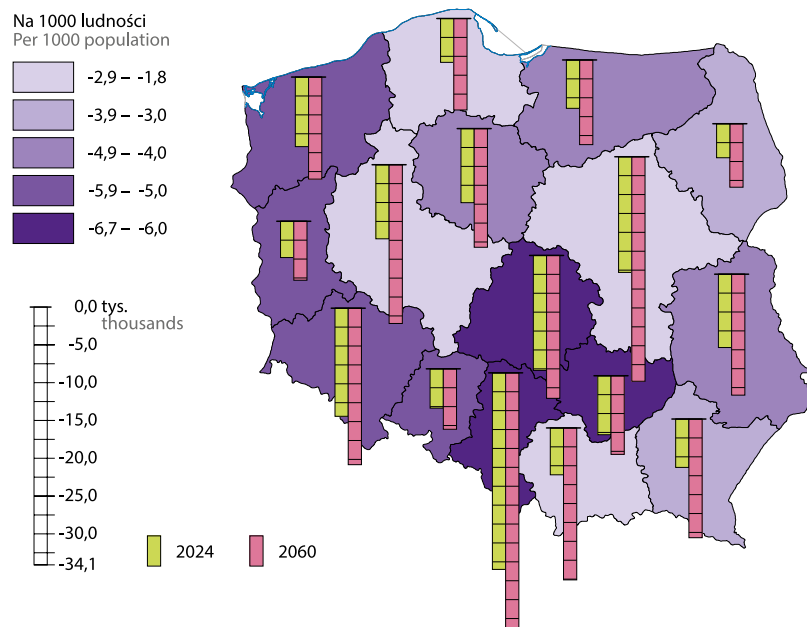 Na 1000 ludności
Per 1000 population
-2,9 – -1,8
-3,9 – -3,0
-4,9 – -4,0
-5,9 – -5,0
-6,7 – -6,0
0,0 tys.
thousands
-5,0
-10,0
-15,0
-20,0
-25,0
-30,0
-34,1
2024
2060